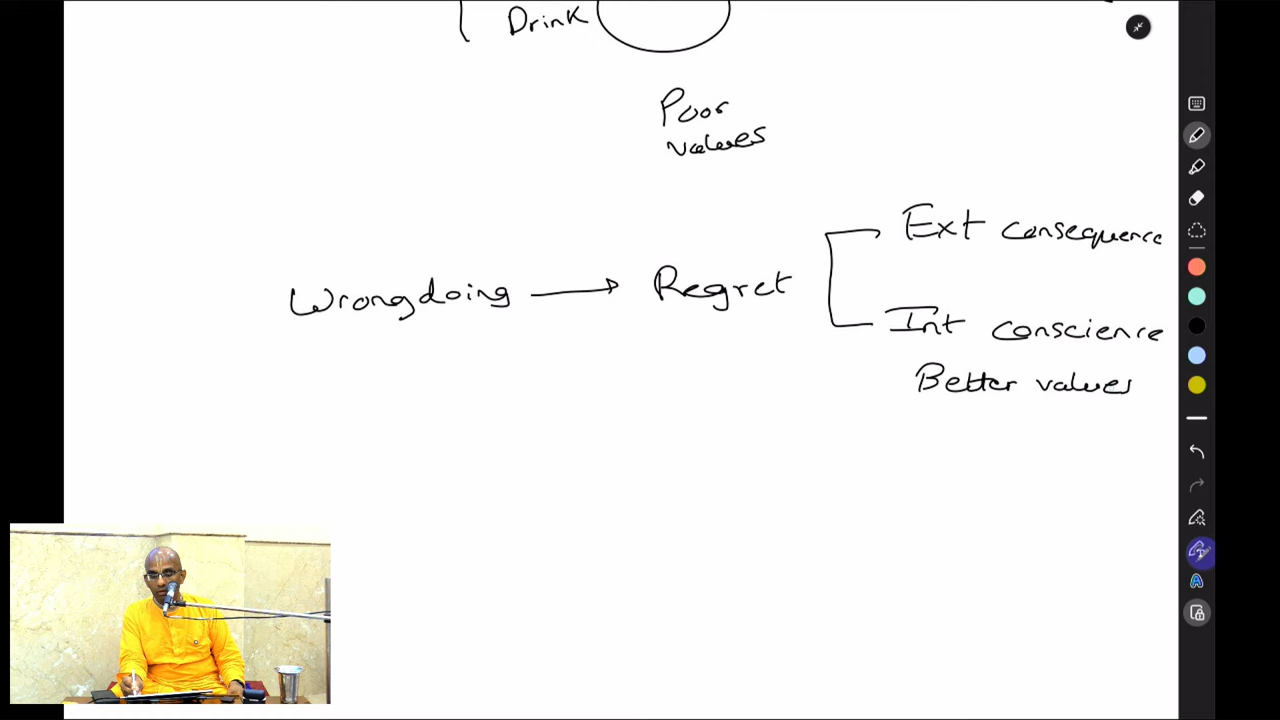 Drink
Poor
values
Ext consequence
Wrongdoing → Regret
Int conscience
Better values